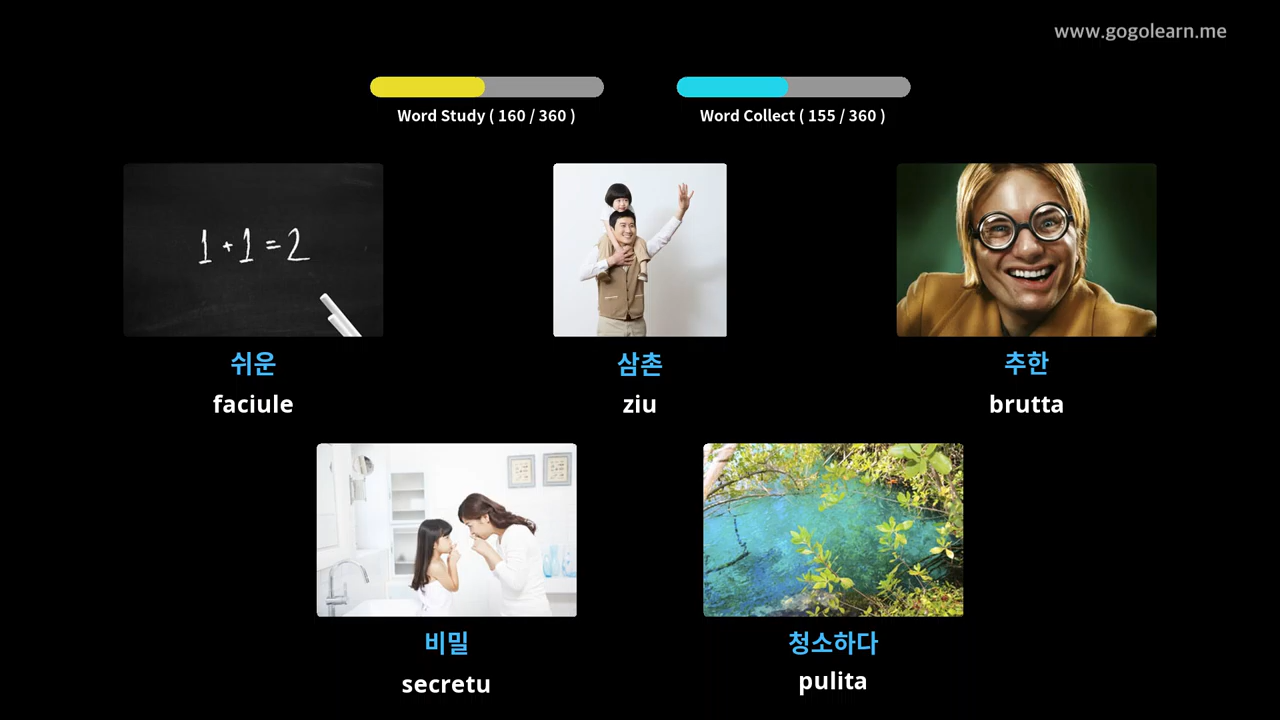 www.gogolearn.me
Word Study ( 160 / 360 )
Word Collect ( 155 / 360 )
1 + 1 = 2
쉬운
faciule
삼촌
ziu
추한
brutta
비밀
secretu
청소하다
pulita